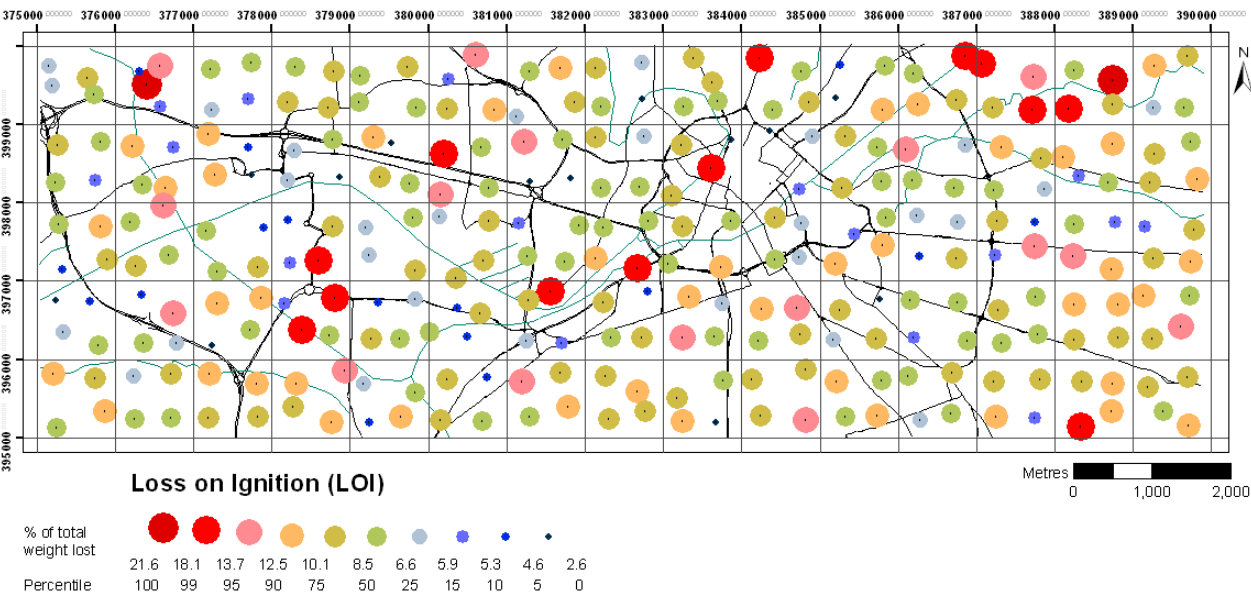 375000 376000 377000 378000 379000 380000 381000 382000 383000 384000 385000 386000 387000 388000 389000 390000
N
399000
398000
397000
396000
395000
Metres
0 1,000 2,000
Loss on Ignition (LOI)
% of total
weight lost
21.6 18.1 13.7 12.5 10.1 8.5 6.6 5.9 5.3 4.6 2.6
Percentile 100 99 95 90 75 50 25 15 10 5 0